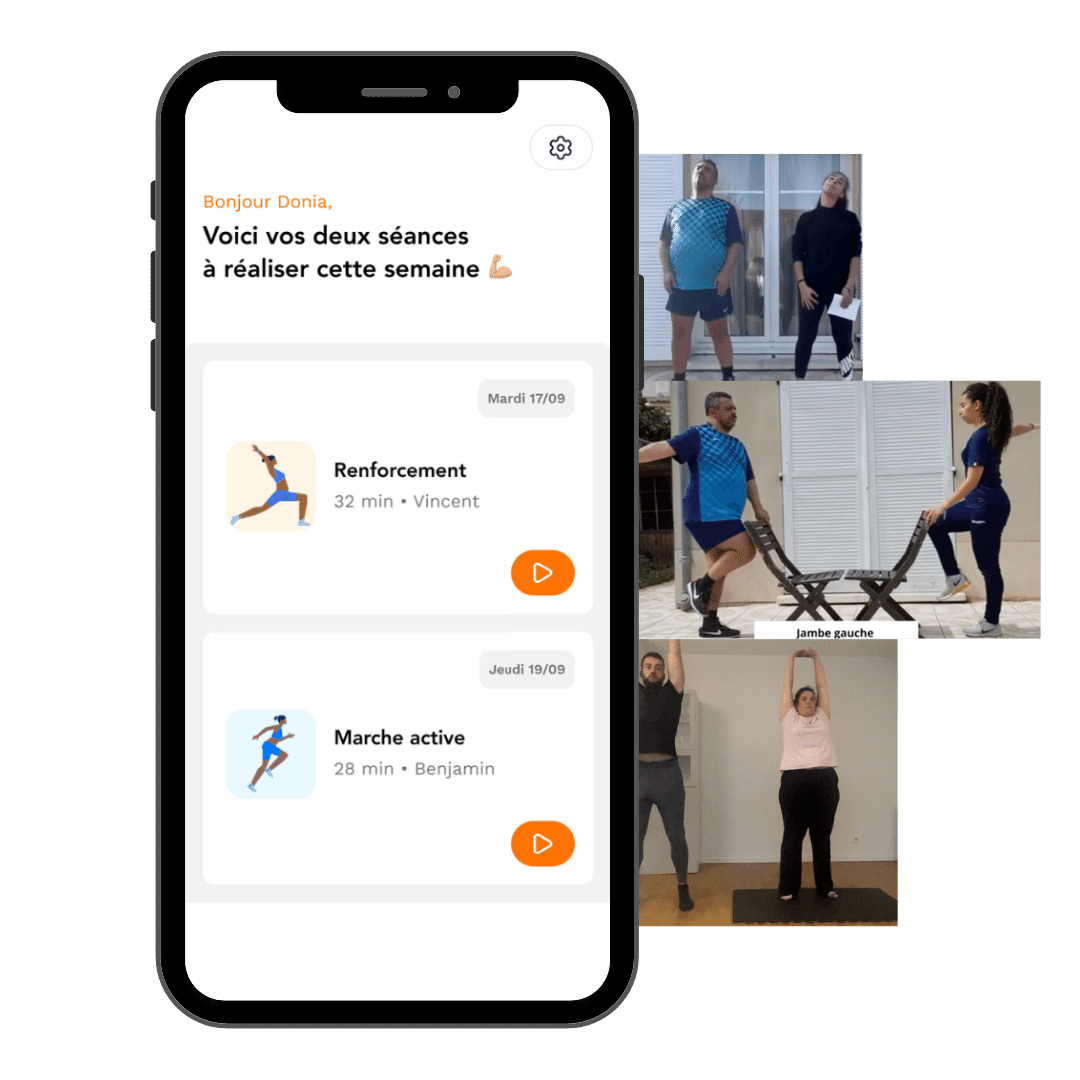 Bonjour Donia,
Voici vos deux séances
à réaliser cette semaine 💪🏼
Mardi 17/09
Renforcement
32 min • Vincent
Jeudi 19/09
Marche active
28 min • Benjamin
Jambe gauche